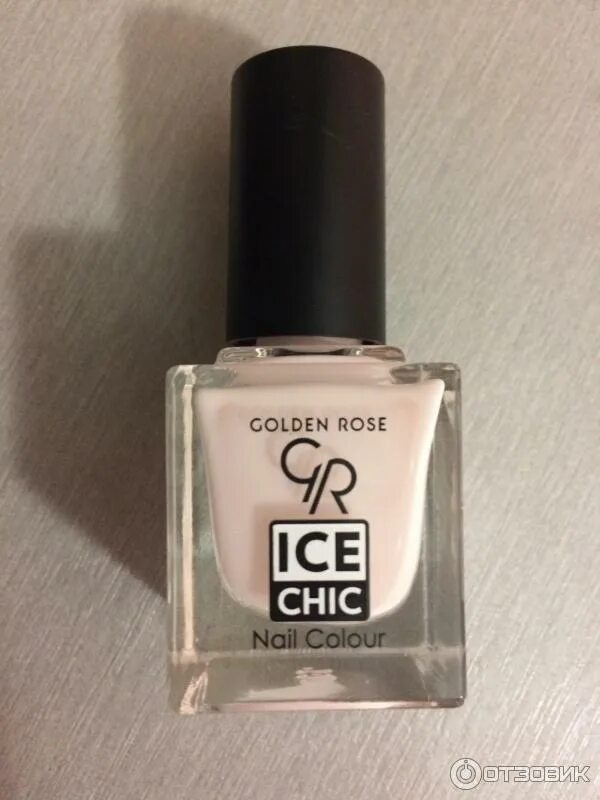 GOLDEN ROSE
GR
ICE
CHIC
Nail Colour
ОТЗОВИК